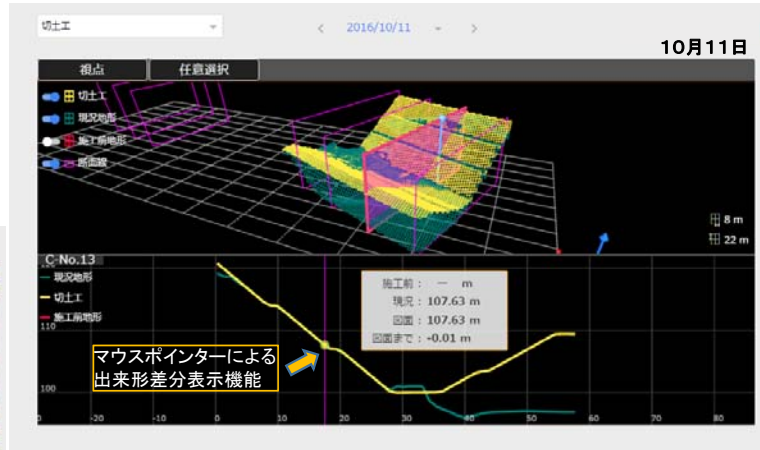 切土工
2016/10/11
10月11日
視点
任意選択
切土工
現況地形
施工前地形
断面線
8 m
22 m
C-No.13
120
現況地形
切土工
施工前地形
110
100
施工前： － m
現況：107.63 m
図面：107.63 m
図面まで：-0.01 m
マウスポインターによる
出来形差分表示機能
-20 -10 0 10 20 30 40 50 60 70 80